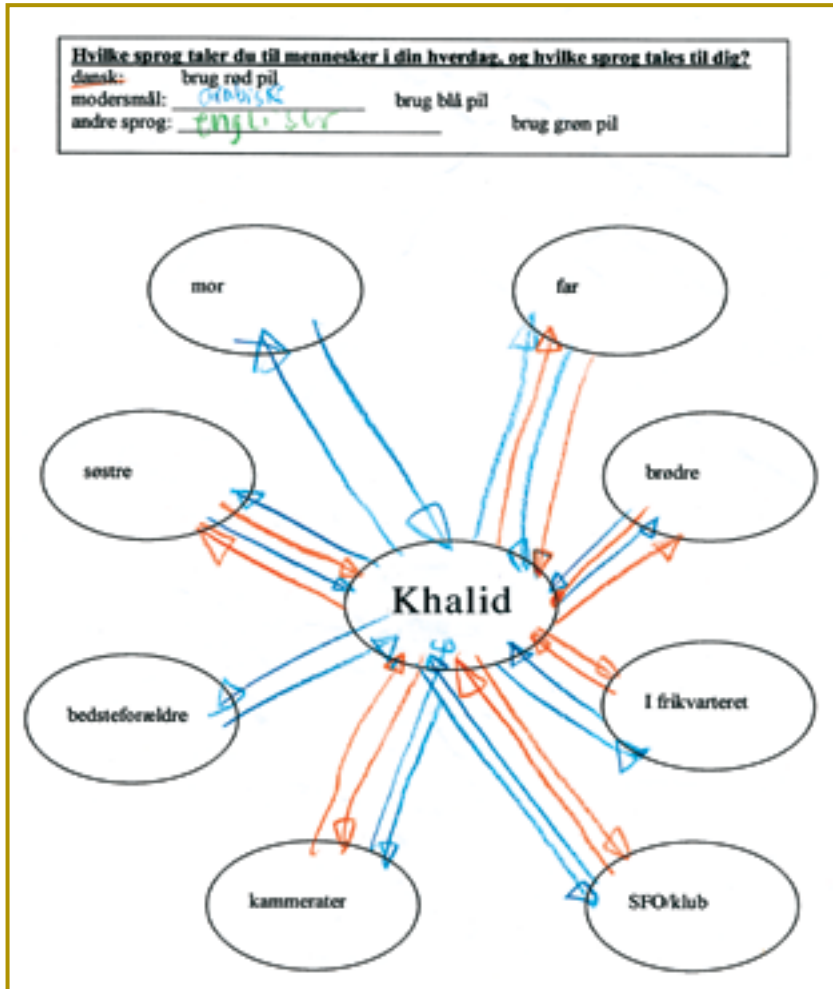 Hvilke sprog taler du til mennesker i din hverdag, og hvilke sprog tales til dig?
dansk: brug rød pil
modersmål: arabisk brug blå pil
andre sprog: brug grøn pil
mor
far
søstre
brødre
Khalid
bedsteforældre
I frikvarteret
kammerater
SFO/klub